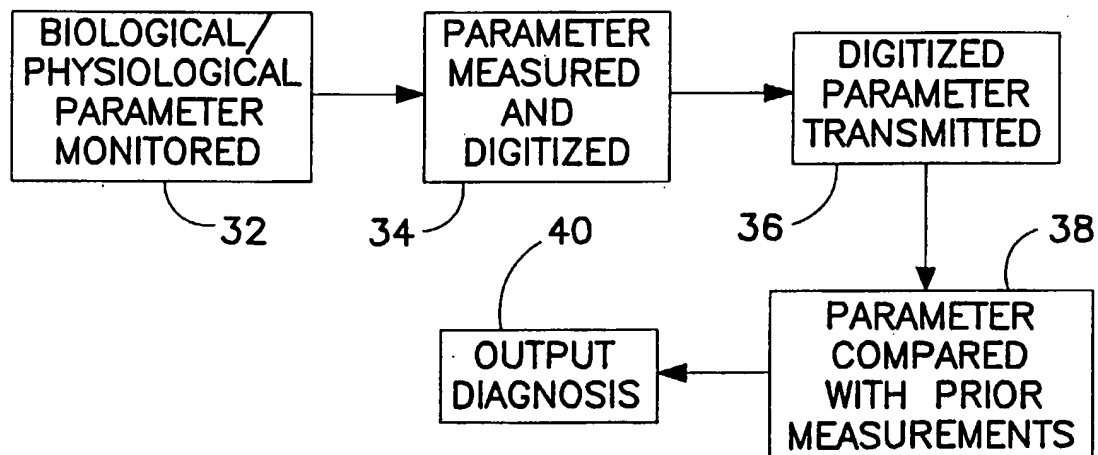 BIOLOGICAL/
PHYSIOLOGICAL
PARAMETER
MONITORED
32
PARAMETER
MEASURED
AND
DIGITIZED
34
DIGITIZED
PARAMETER
TRANSMITTED
36
PARAMETER
COMPARED
WITH PRIOR
MEASUREMENTS
38
OUTPUT
DIAGNOSIS
40